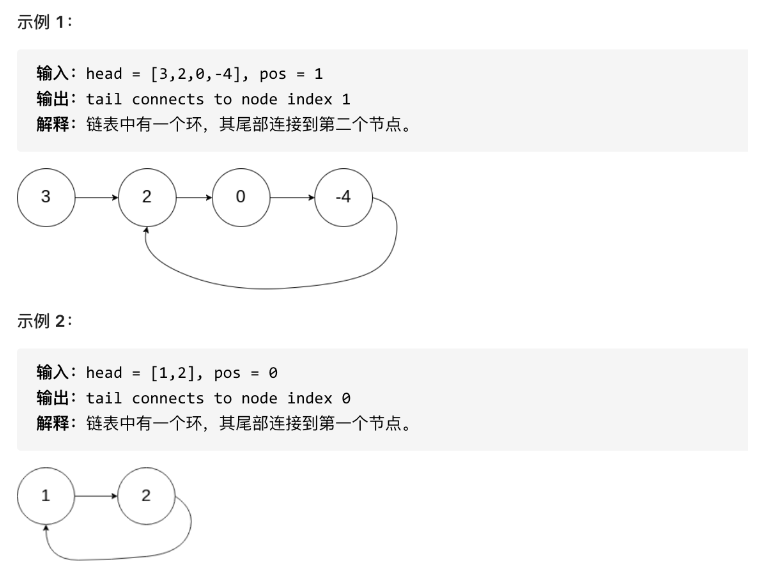 示例 1：
输入：head = [3,2,0,-4], pos = 1
输出：tail connects to node index 1
解释：链表中有一个环，其尾部连接到第二个节点。
3 2 0 -4
示例 2：
输入：head = [1,2], pos = 0
输出：tail connects to node index 0
解释：链表中有一个环，其尾部连接到第一个节点。
1 2